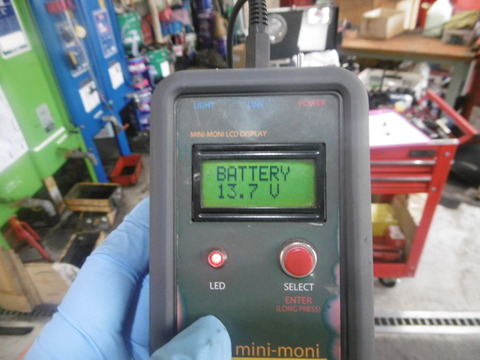 LIGHT LINK POWER
MINI-MONI LCD DISPLAY
BATTERY
13.7 V
LED
SELECT
ENTER
(LONG PRESS)
mini-moni